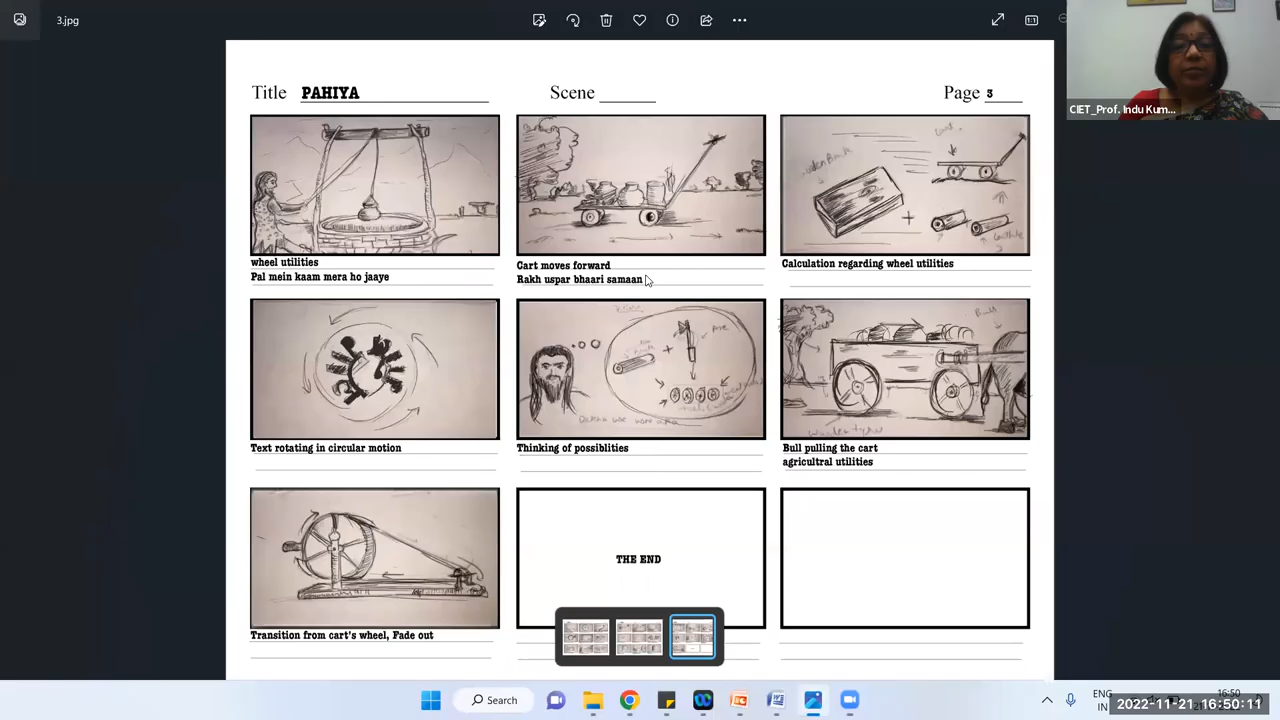 3.jpg
CIET_Prof. Indu Kum...
Title PAHIYA
Scene
Page 3
wheel utilities
Pal mein kaam mera ho jaaye
Cart moves forward
Rakh uspar bhaari samaan
Calculation regarding wheel utilities
Text rotating in circular motion
Thinking of possiblities
Bull pulling the cart
agricultral utilities
Transition from cart's wheel, Fade out
THE END
Search
ENG
IN
16:50
2022-11-21 16:50:11